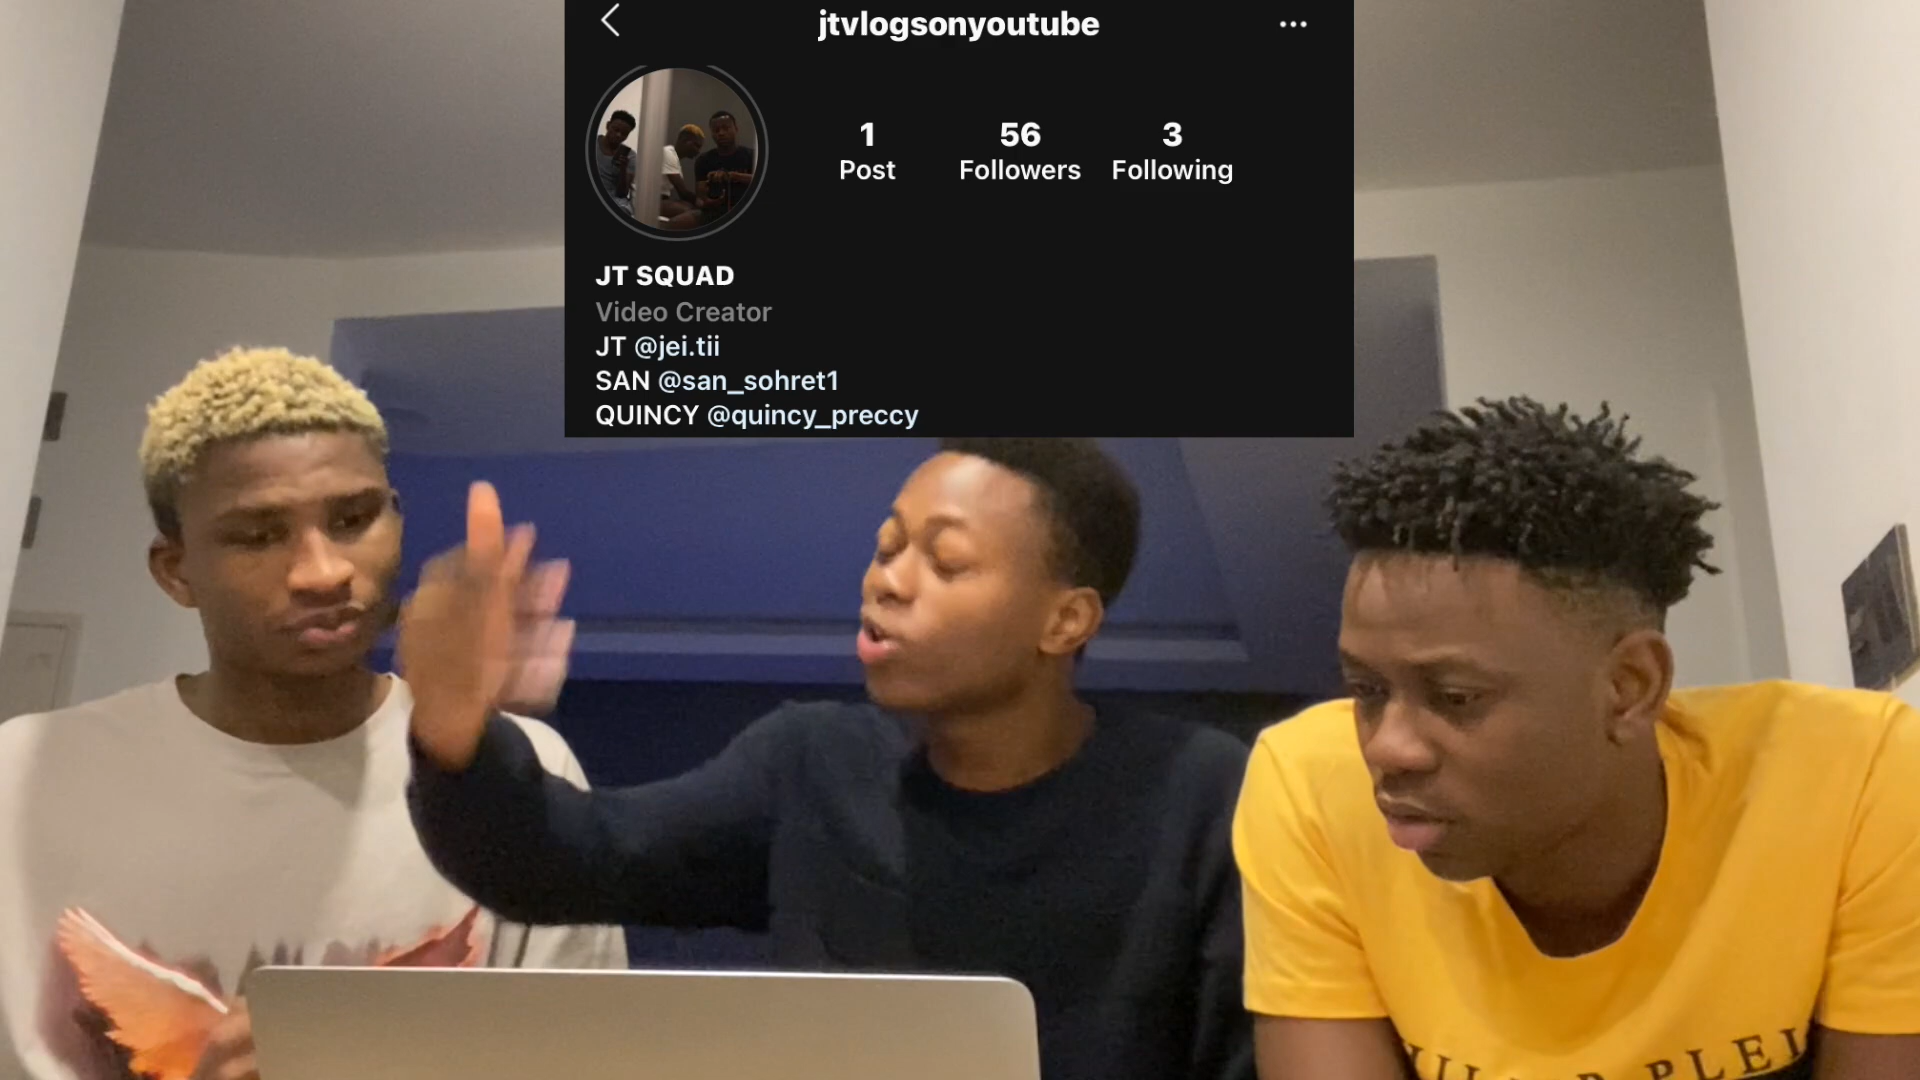 jtvlogsonyoutube
1 56 3
Post Followers Following
JT SQUAD
Video Creator
JT @jei.tii
SAN @san_sohret1
QUINCY @quincy_preccy